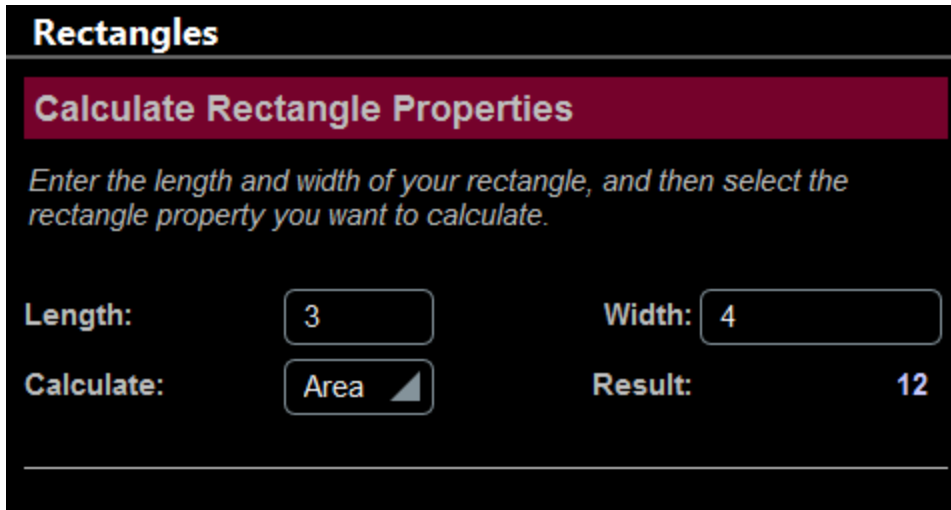 Rectangles
Calculate Rectangle Properties
Enter the length and width of your rectangle, and then select the
rectangle property you want to calculate.
Length: 3 Width: 4
Calculate: Area Result: 12